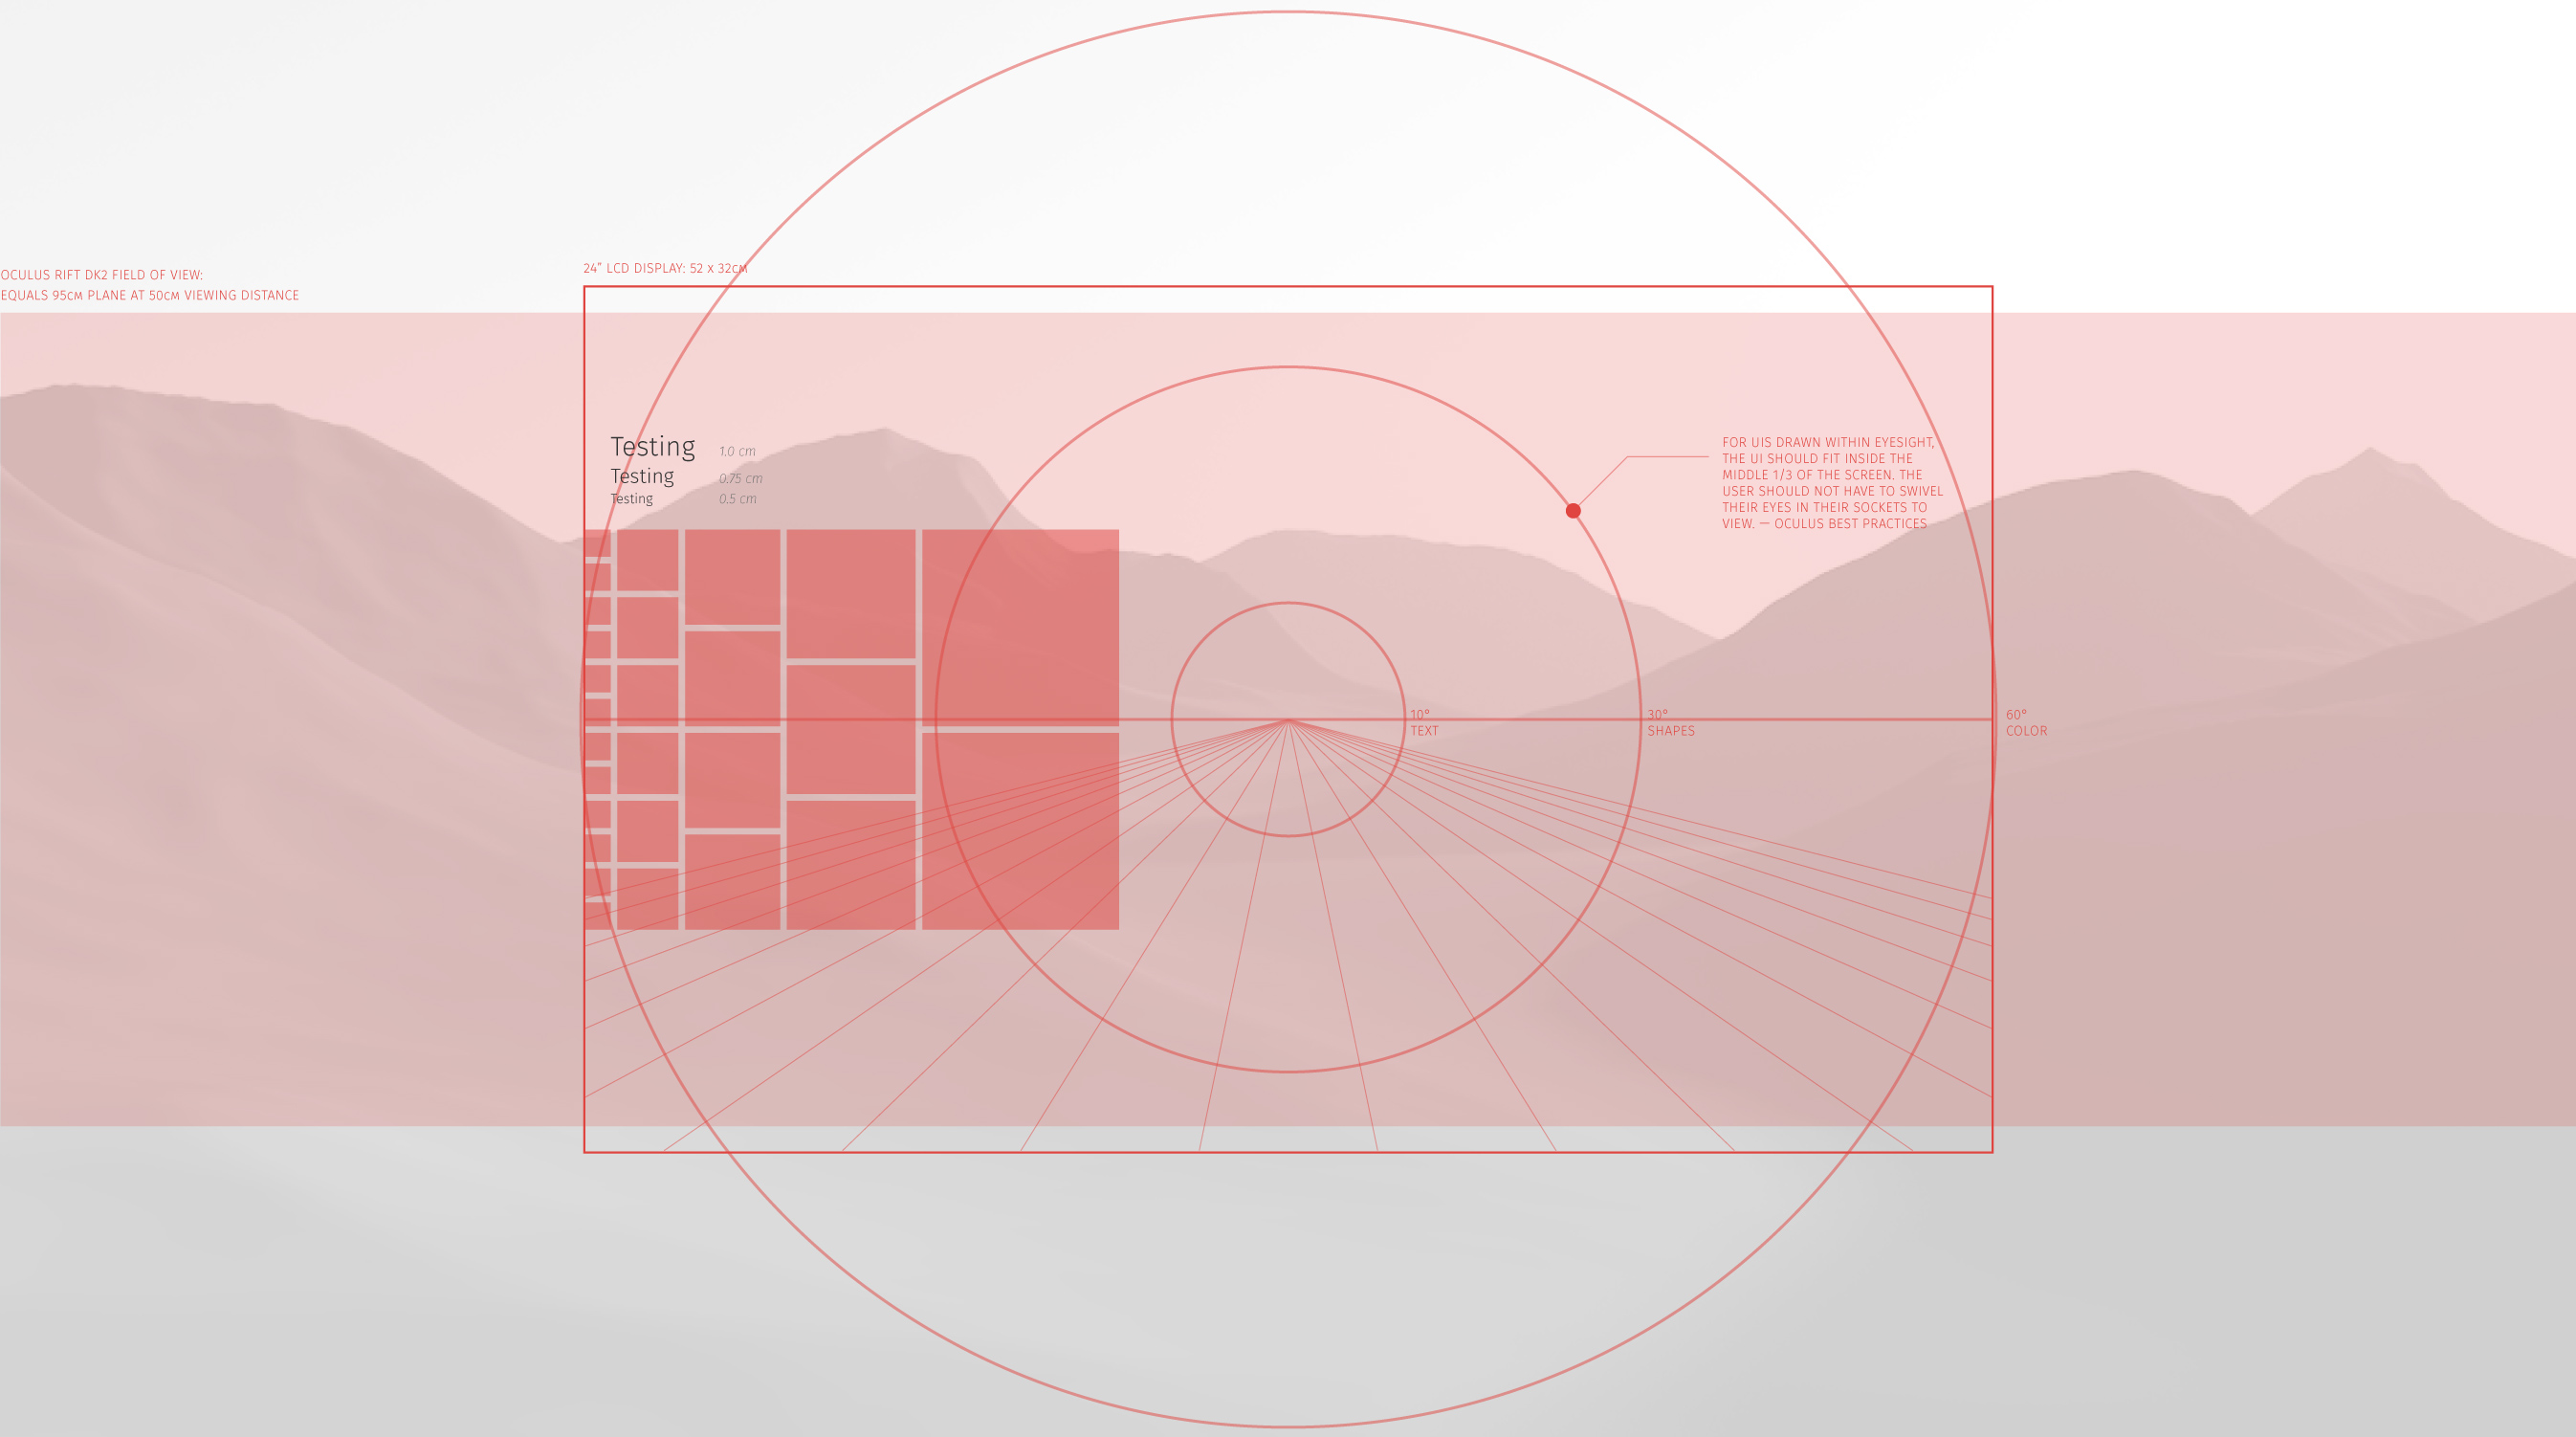 24” LCD DISPLAY: 52 x 32CM
OCULUS RIFT DK2 FIELD OF VIEW:
EQUALS 95CM PLANE AT 50CM VIEWING DISTANCE
Testing 1.0 cm
Testing 0.75 cm
Testing 0.5 cm
FOR UIS DRAWN WITHIN EYESIGHT,
THE UI SHOULD FIT INSIDE THE
MIDDLE 1/3 OF THE SCREEN. THE
USER SHOULD NOT HAVE TO SWIVEL
THEIR EYES IN THEIR SOCKETS TO
VIEW. — OCULUS BEST PRACTICES
10°
TEXT
30°
SHAPES
60°
COLOR